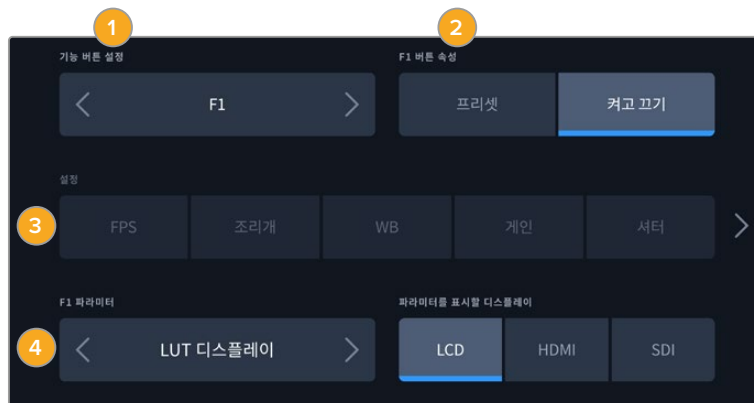 1 2
기능 버튼 설정 F1 버튼 속성
F1 프리셋 켜고 끄기
설정
3 FPS 조리개 WB 게인 셔터
F1 파라미터 파라미터를 표시할 디스플레이
4 LUT 디스플레이 LCD HDMI SDI